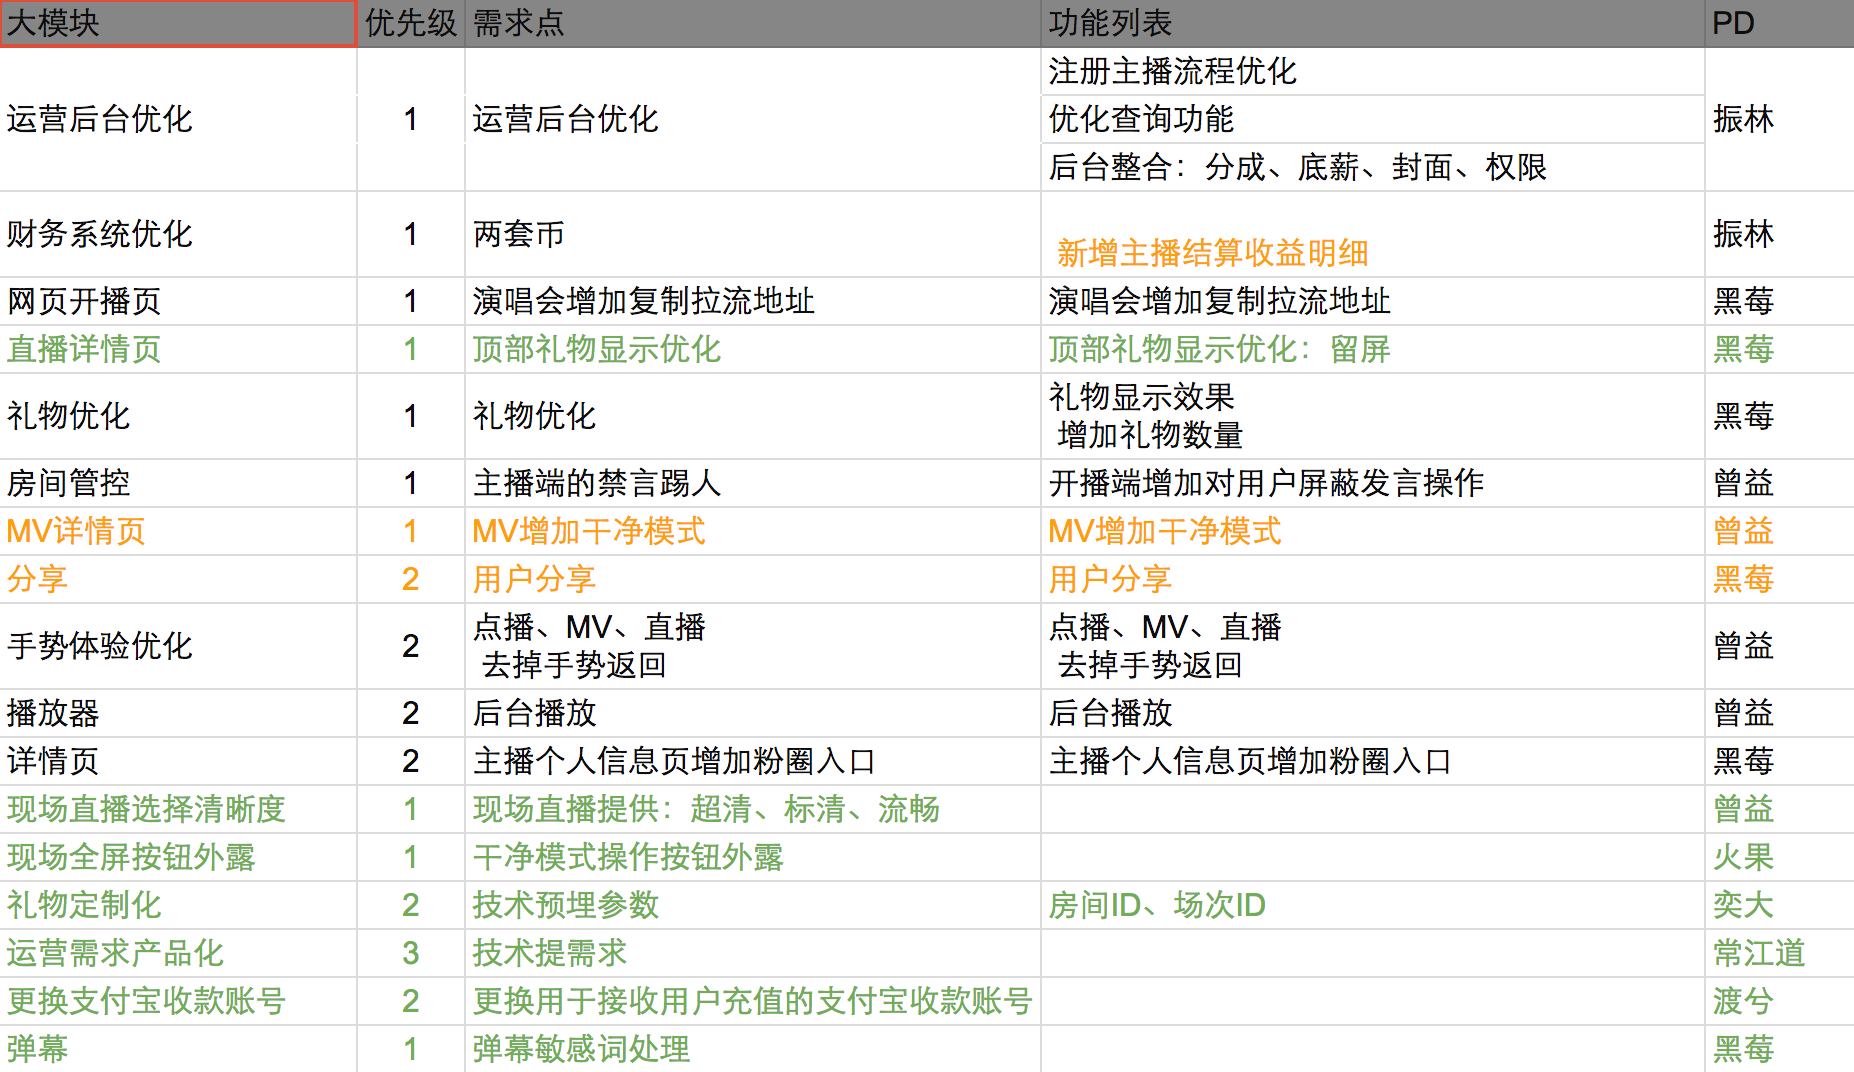 大模块 优先级 需求点 功能列表 PD
注册主播流程优化
运营后台优化 1 运营后台优化 优化查询功能 振林
后台整合：分成、底薪、封面、权限
财务系统优化 1 两套币 新增主播结算收益明细 振林
网页开播页 1 演唱会增加复制拉流地址 演唱会增加复制拉流地址 黑莓
直播详情页 1 顶部礼物显示优化 顶部礼物显示优化：留屏 黑莓
礼物优化 1 礼物优化 礼物显示效果 黑莓
增加礼物数量
房间管控 1 主播端的禁言踢人 开播端增加对用户屏蔽发言操作 曾益
MV详情页 1 MV增加干净模式 MV增加干净模式 曾益
分享 2 用户分享 用户分享 黑莓
手势体验优化 2 点播、MV、直播 点播、MV、直播 曾益
去掉手势返回 去掉手势返回
播放器 2 后台播放 后台播放 曾益
详情页 2 主播个人信息页增加粉圈入口 主播个人信息页增加粉圈入口 黑莓
现场直播选择清晰度 1 现场直播提供：超清、标清、流畅 曾益
现场全屏按钮外露 1 干净模式操作按钮外露 火果
礼物定制化 2 技术预埋参数 房间ID、场次ID 奕大
运营需求产品化 3 技术提需求 常江道
更换支付宝收款账号 2 更换用于接收用户充值的支付宝收款账号 渡兮
弹幕 1 弹幕敏感词处理 黑莓